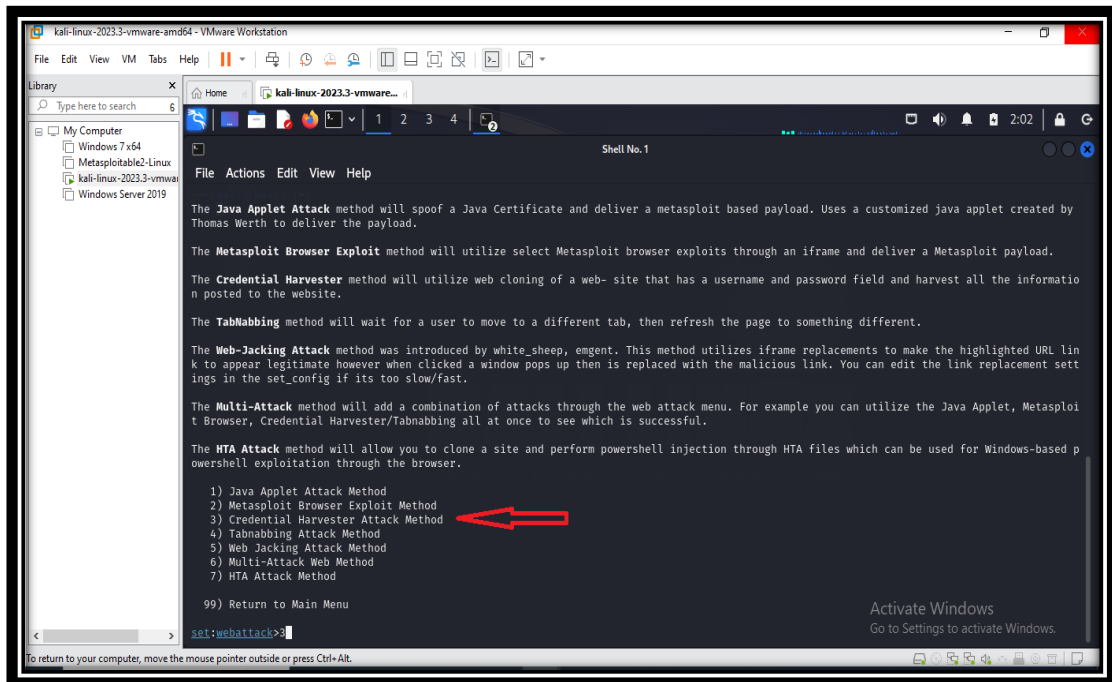 kali-linux-2023.3-vmware-amd64 - VMware Workstation
File Edit View VM Tabs Help
Library
Home
kali-linux-2023.3-vmware...
Type here to search
My Computer
Windows 7 x64
Metasploitable2-Linux
kali-linux-2023.3-vmwar
Windows Server 2019
1 2 3 4
2:02
Shell No. 1
File Actions Edit View Help
The Java Applet Attack method will spoof a Java Certificate and deliver a metasploit based payload. Uses a customized java applet created by
Thomas Werth to deliver the payload.
The Metasploit Browser Exploit method will utilize select Metasploit browser exploits through an iframe and deliver a Metasploit payload.
The Credential Harvester method will utilize web cloning of a web- site that has a username and password field and harvest all the informatio
n posted to the website.
The TabNabbing method will wait for a user to move to a different tab, then refresh the page to something different.
The Web-Jacking Attack method was introduced by white_sheep, emgent. This method utilizes iframe replacements to make the highlighted URL lin
k to appear legitimate however when clicked a window pops up then is replaced with the malicious link. You can edit the link replacement sett
ings in the set_config if its too slow/fast.
The Multi-Attack method will add a combination of attacks through the web attack menu. For example you can utilize the Java Applet, Metasploi
t Browser, Credential Harvester/Tabnabbing all at once to see which is successful.
The HTA Attack method will allow you to clone a site and perform powershell injection through HTA files which can be used for Windows-based p
owershell exploitation through the browser.
1) Java Applet Attack Method
2) Metasploit Browser Exploit Method
3) Credential Harvester Attack Method
4) Tabnabbing Attack Method
5) Web Jacking Attack Method
6) Multi-Attack Web Method
7) HTA Attack Method
99) Return to Main Menu
set:webattack>3
Activate Windows
Go to Settings to activate Windows.
To return to your computer, move the mouse pointer outside or press Ctrl+Alt.